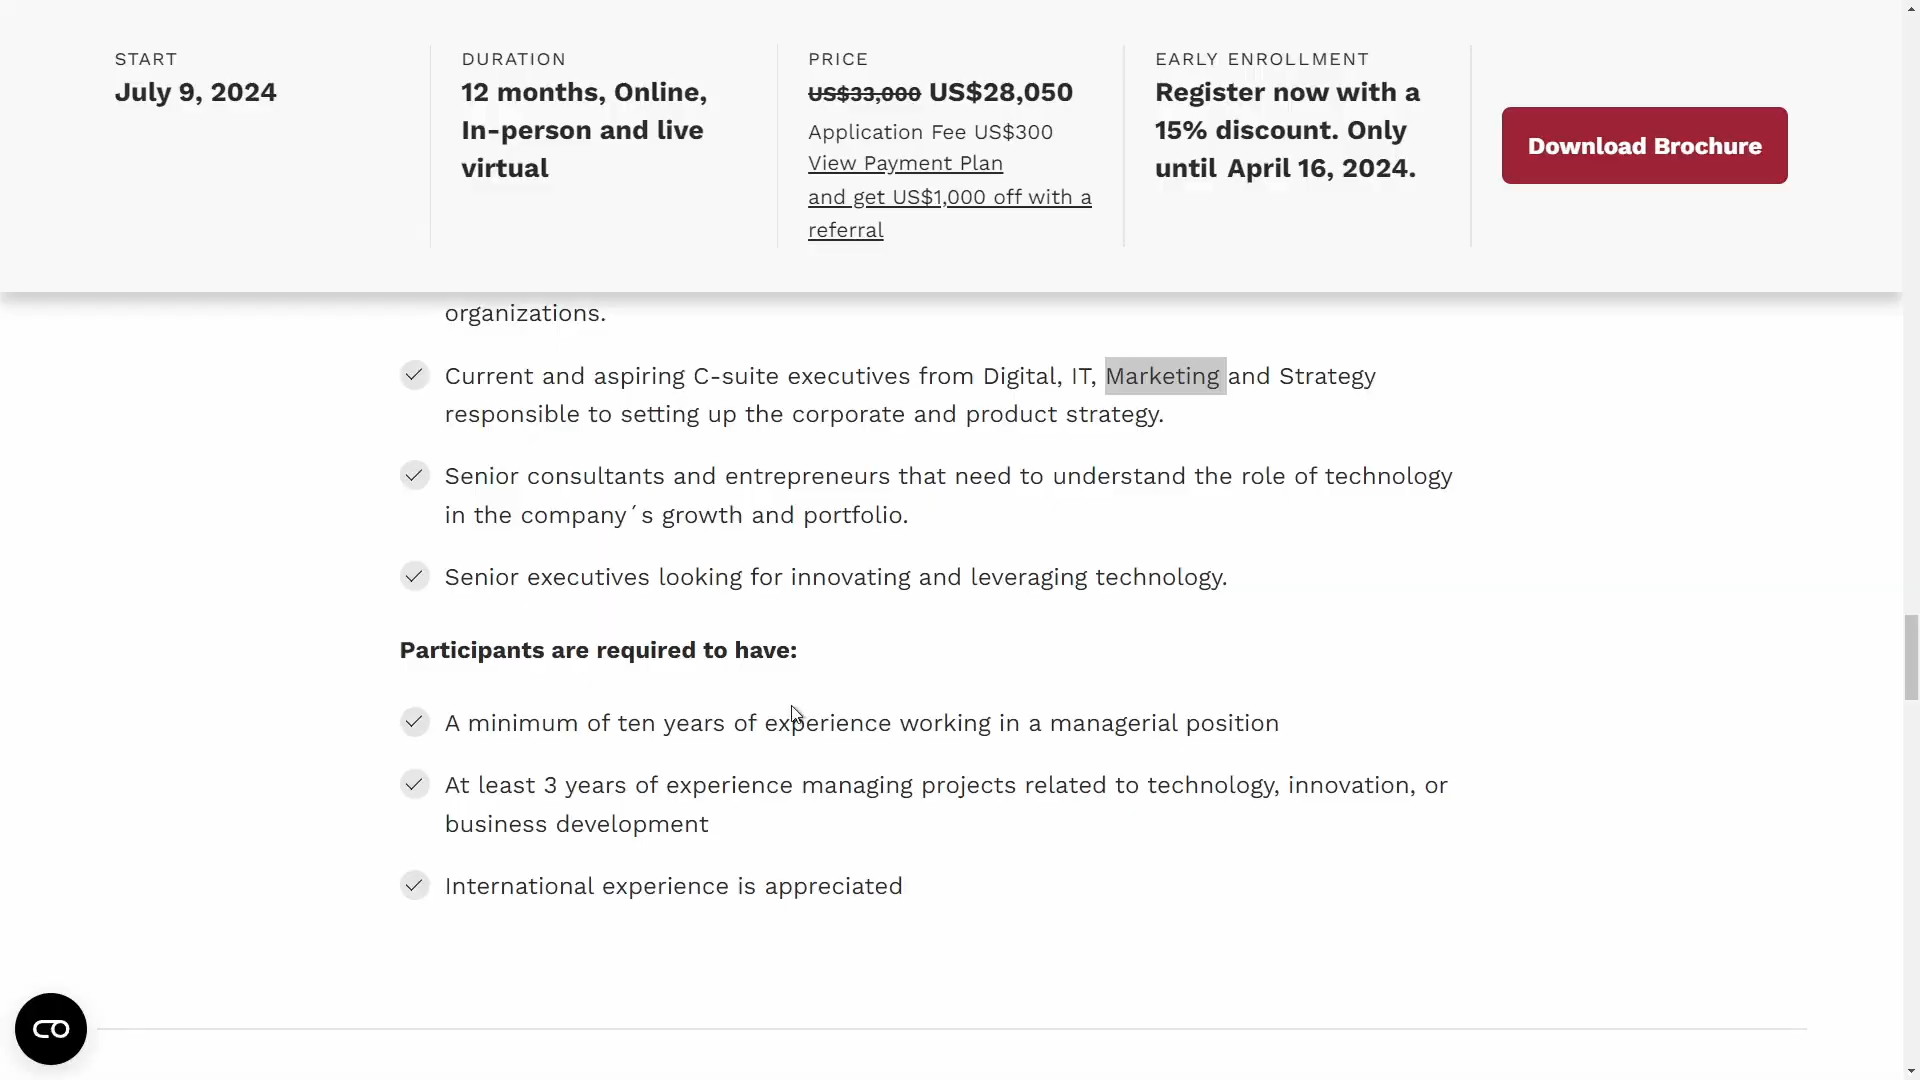 START
July 9, 2024
DURATION
12 months, Online,
In-person and live
virtual
PRICE
US$33,000 US$28,050
Application Fee US$300
View Payment Plan
and get US$1,000 off with a
referral
EARLY ENROLLMENT
Register now with a
15% discount. Only
until April 16, 2024.
Download Brochure
organizations.
Current and aspiring C-suite executives from Digital, IT, Marketing and Strategy
responsible to setting up the corporate and product strategy.
Senior consultants and entrepreneurs that need to understand the role of technology
in the company´s growth and portfolio.
Senior executives looking for innovating and leveraging technology.
Participants are required to have:
A minimum of ten years of experience working in a managerial position
At least 3 years of experience managing projects related to technology, innovation, or
business development
International experience is appreciated